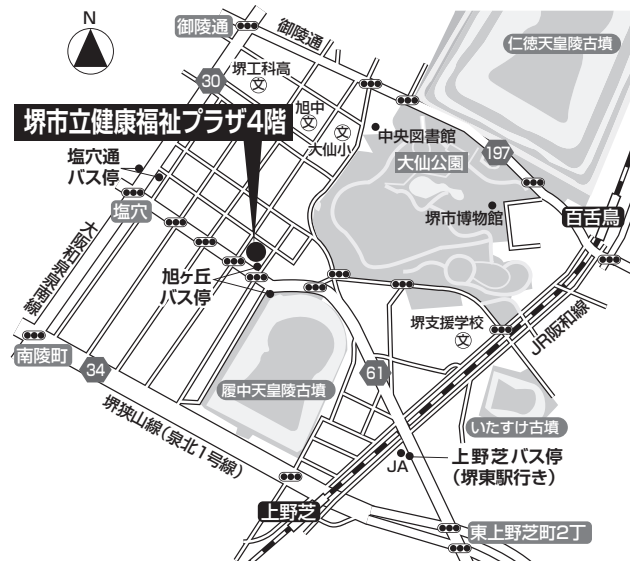 N
御陵通
御陵通
仁徳天皇陵古墳
堺工科高
文
30
旭中
文
文
大仙小
堺市立健康福祉プラザ4階
中央図書館
大仙公園
197
塩穴通
バス停
塩穴
堺市博物館
百舌鳥
大阪和泉泉南線
旭ヶ丘
バス停
堺支援学校
文
JR阪和線
南陵町
34
61
履中天皇陵古墳
いたすけ古墳
堺狭山線(泉北1号線)
JA
上野芝バス停
(堺東駅行き)
上野芝
東上野芝町2丁